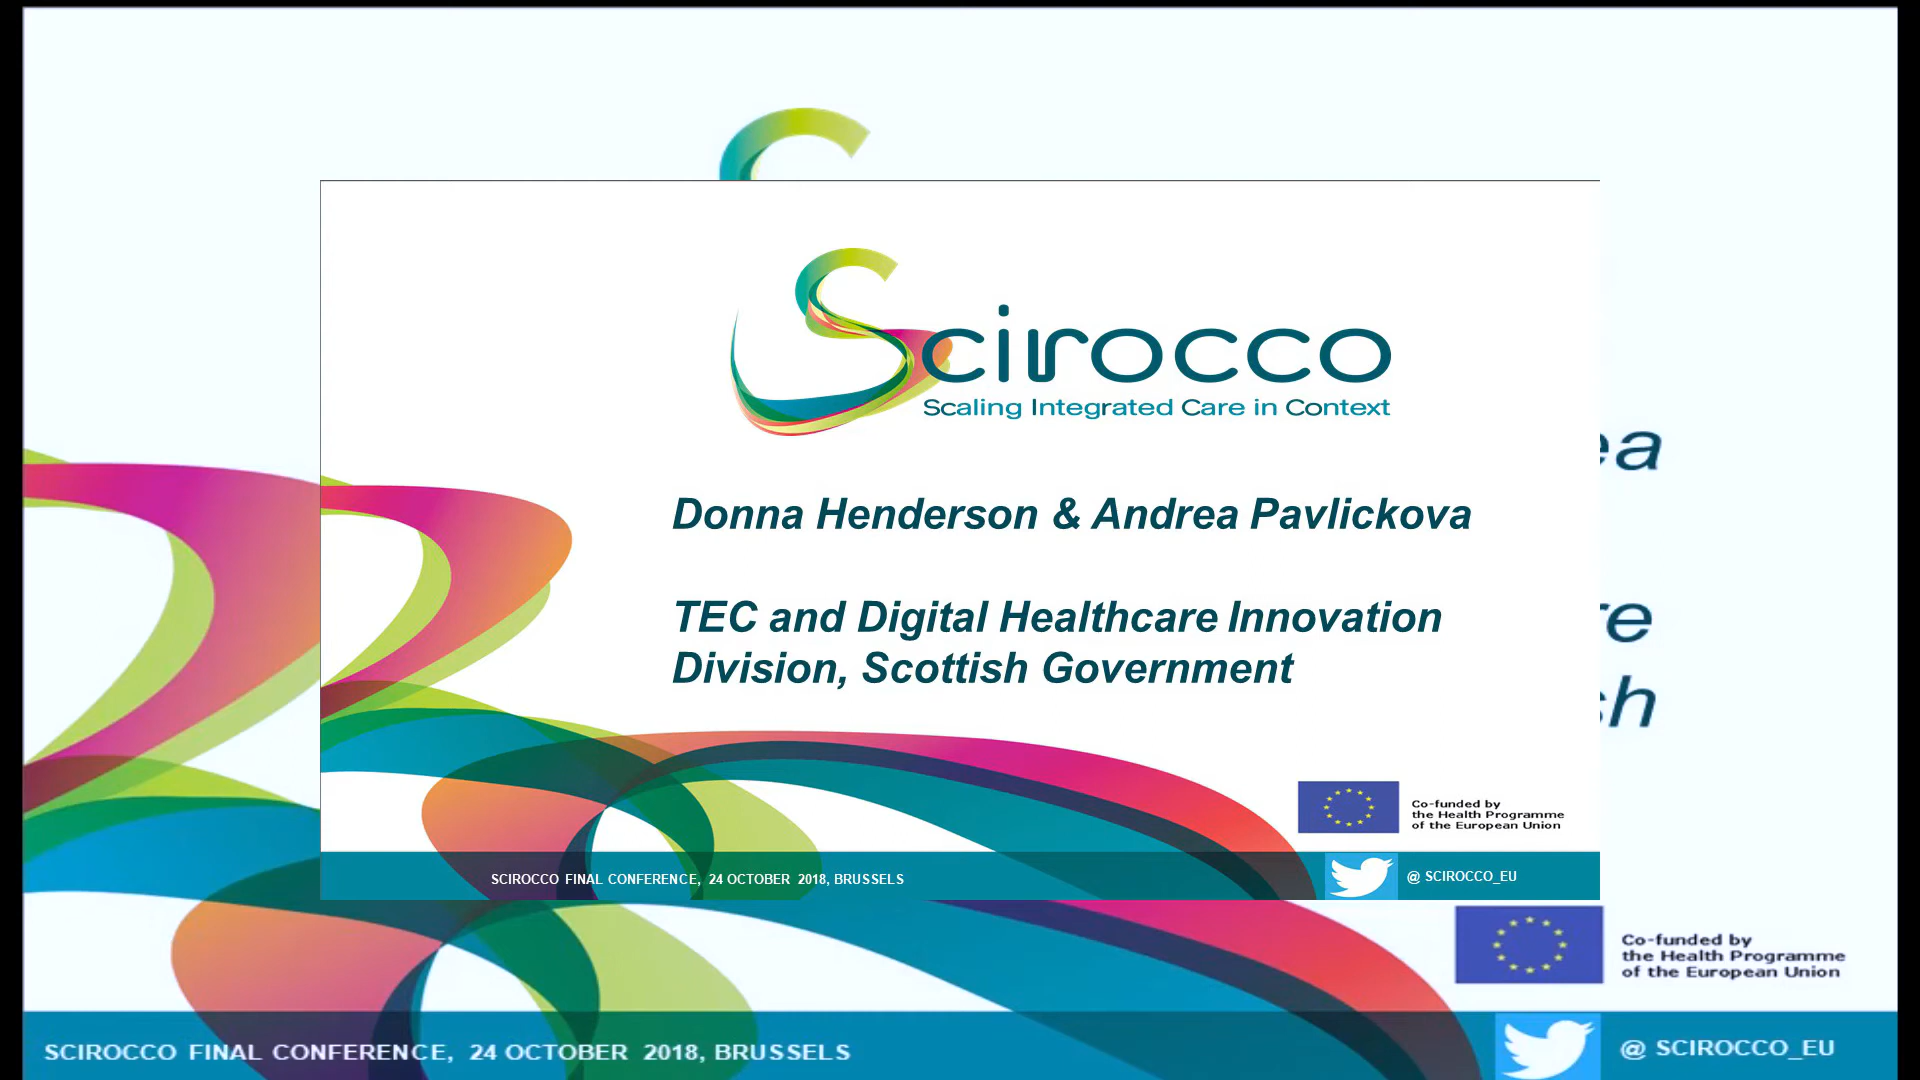 Scirocco
Scaling Integrated Care in Context
Donna Henderson & Andrea Pavlickova
TEC and Digital Healthcare Innovation
Division, Scottish Government
Co-funded by
the Health Programme
of the European Union
SCIROCCO FINAL CONFERENCE, 24 OCTOBER 2018, BRUSSELS
@ SCIROCCO_EU
Co-funded by
the Health Programme
of the European Union
SCIROCCO FINAL CONFERENCE, 24 OCTOBER 2018, BRUSSELS
@ SCIROCCO_EU